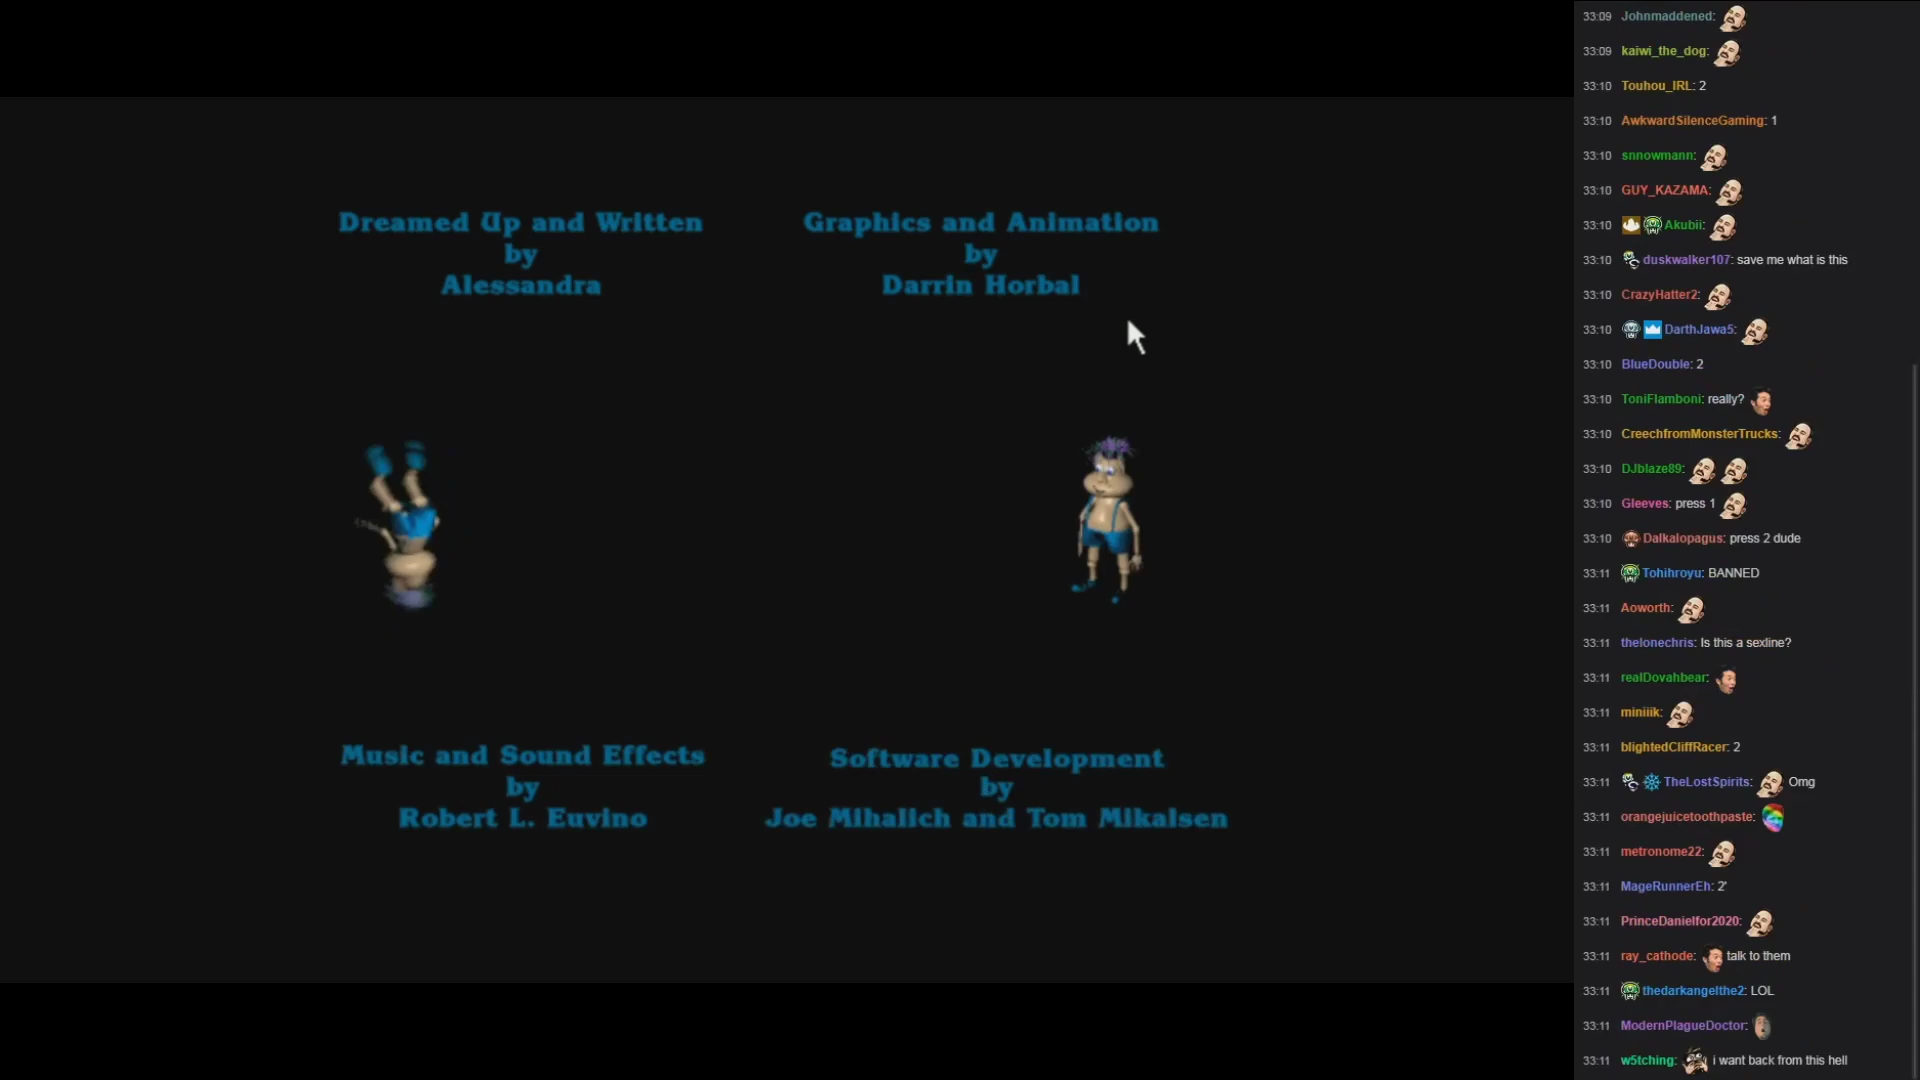 Dreamed Up and Written
by
Alessandra
Graphics and Animation
by
Darrin Horbal
Music and Sound Effects
by
Robert L. Euvino
Software Development
by
Joe Mihalich and Tom Mikalsen
33:09 Johnmaddened:
33:09 kaiwi_the_dog:
33:10 Touhou_IRL: 2
33:10 AwkwardSilenceGaming: 1
33:10 snnowmann:
33:10 GUY_KAZAMA:
33:10 Akubii:
33:10 duskwalker107: save me what is this
33:10 CrazyHatter2:
33:10 DarthJawa5:
33:10 BlueDouble: 2
33:10 ToniFlamboni: really?
33:10 CreechfromMonsterTrucks:
33:10 DJblaze89:
33:10 Gleeves: press 1
33:10 Dalkalopagus: press 2 dude
33:11 Tohihroyu: BANNED
33:11 Aoworth:
33:11 thelonechris: Is this a sexline?
33:11 realDovahbear:
33:11 miniiik:
33:11 blightedCliffRacer: 2
33:11 TheLostSpirits: Omg
33:11 orangejuicetoothpaste:
33:11 metronome22:
33:11 MageRunnerEh: 2'
33:11 PrinceDanielfor2020:
33:11 ray_cathode: talk to them
33:11 thedarkangelthe2: LOL
33:11 ModernPlagueDoctor:
33:11 w5tching: i want back from this hell